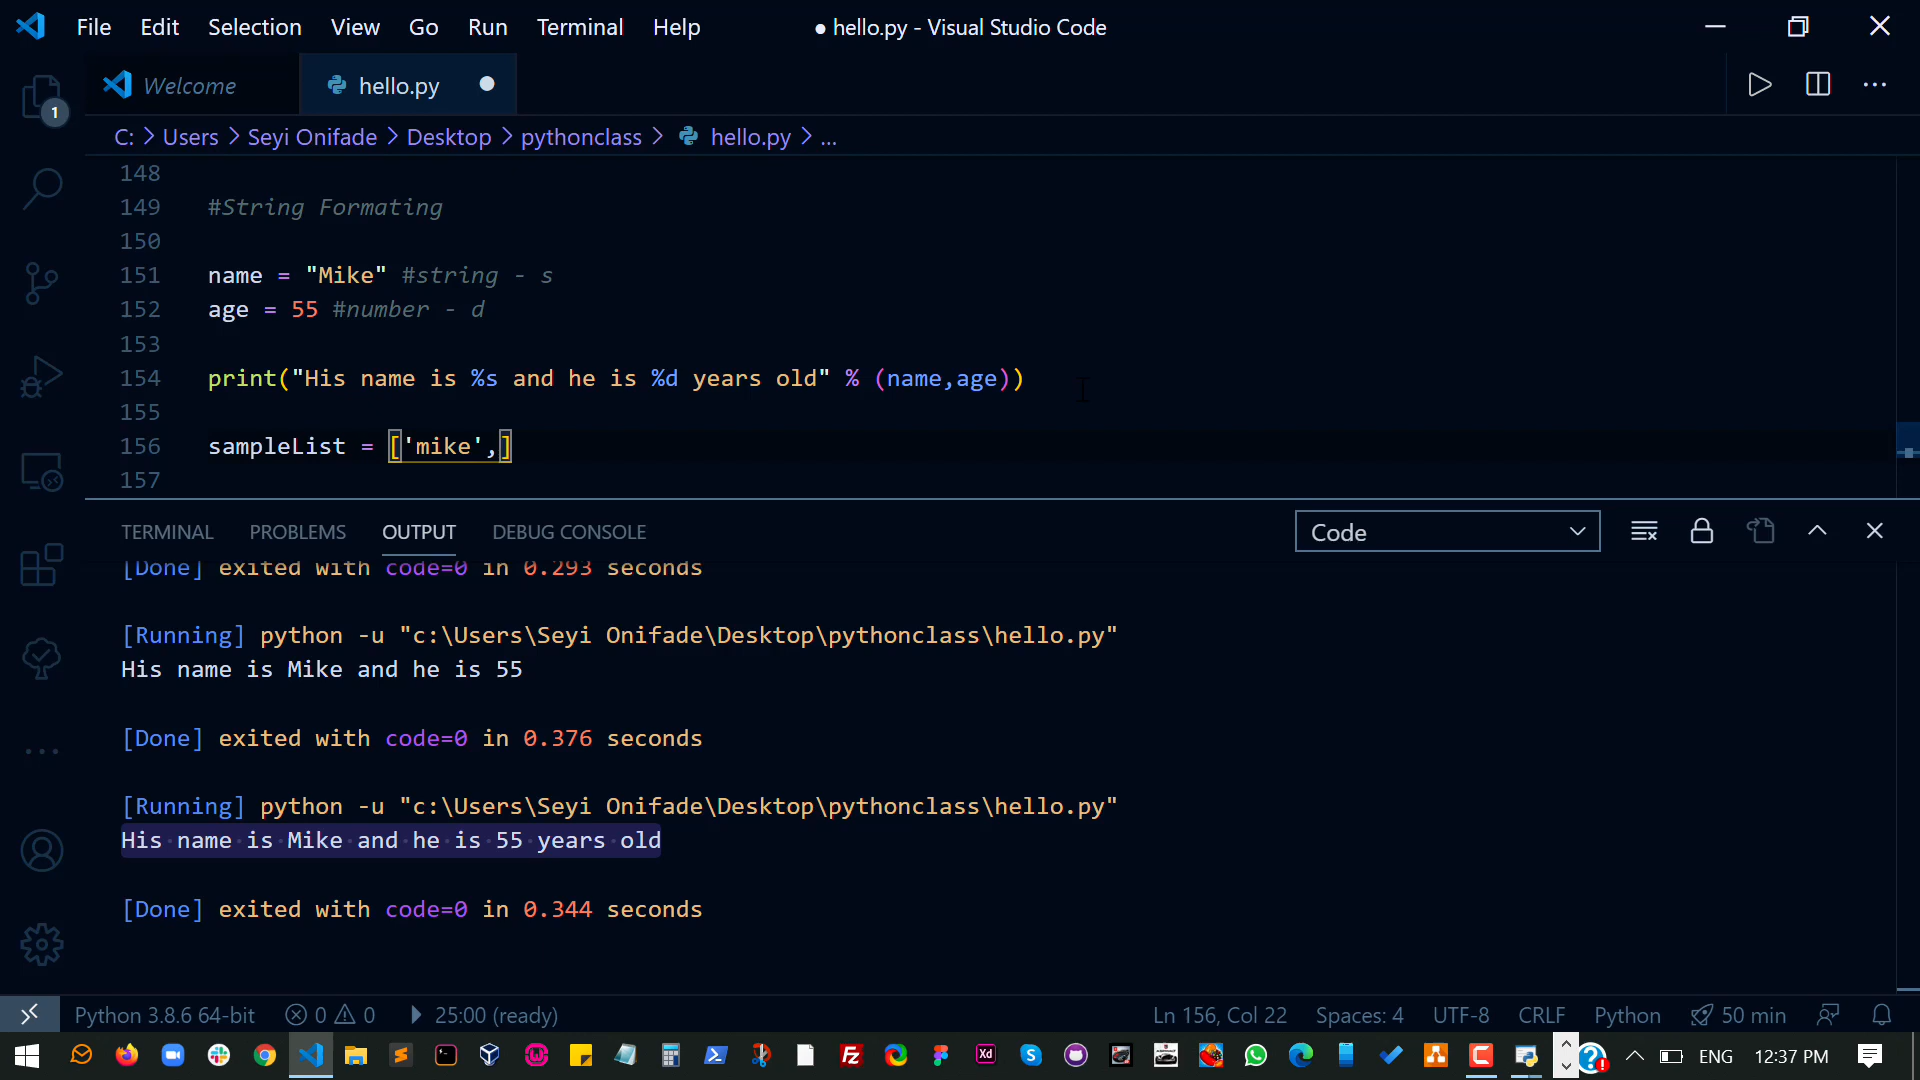 File Edit Selection View Go Run Terminal Help ● hello.py - Visual Studio Code
Welcome hello.py
1
C: > Users > Seyi Onifade > Desktop > pythonclass > hello.py > ...
148
149 #String Formating
150
151 name = "Mike" #string - s
152 age = 55 #number - d
153
154 print("His name is %s and he is %d years old" % (name,age))
155
156 sampleList = ['mike',]
157
TERMINAL PROBLEMS OUTPUT DEBUG CONSOLE Code
[Done] exited with code=0 in 0.293 seconds
[Running] python -u "c:\Users\Seyi Onifade\Desktop\pythonclass\hello.py"
His name is Mike and he is 55
[Done] exited with code=0 in 0.376 seconds
[Running] python -u "c:\Users\Seyi Onifade\Desktop\pythonclass\hello.py"
His name is Mike and he is 55 years old
[Done] exited with code=0 in 0.344 seconds
Python 3.8.6 64-bit 0 0 25:00 (ready) Ln 156, Col 22 Spaces: 4 UTF-8 CRLF Python 50 min
Xd ENG 12:37 PM